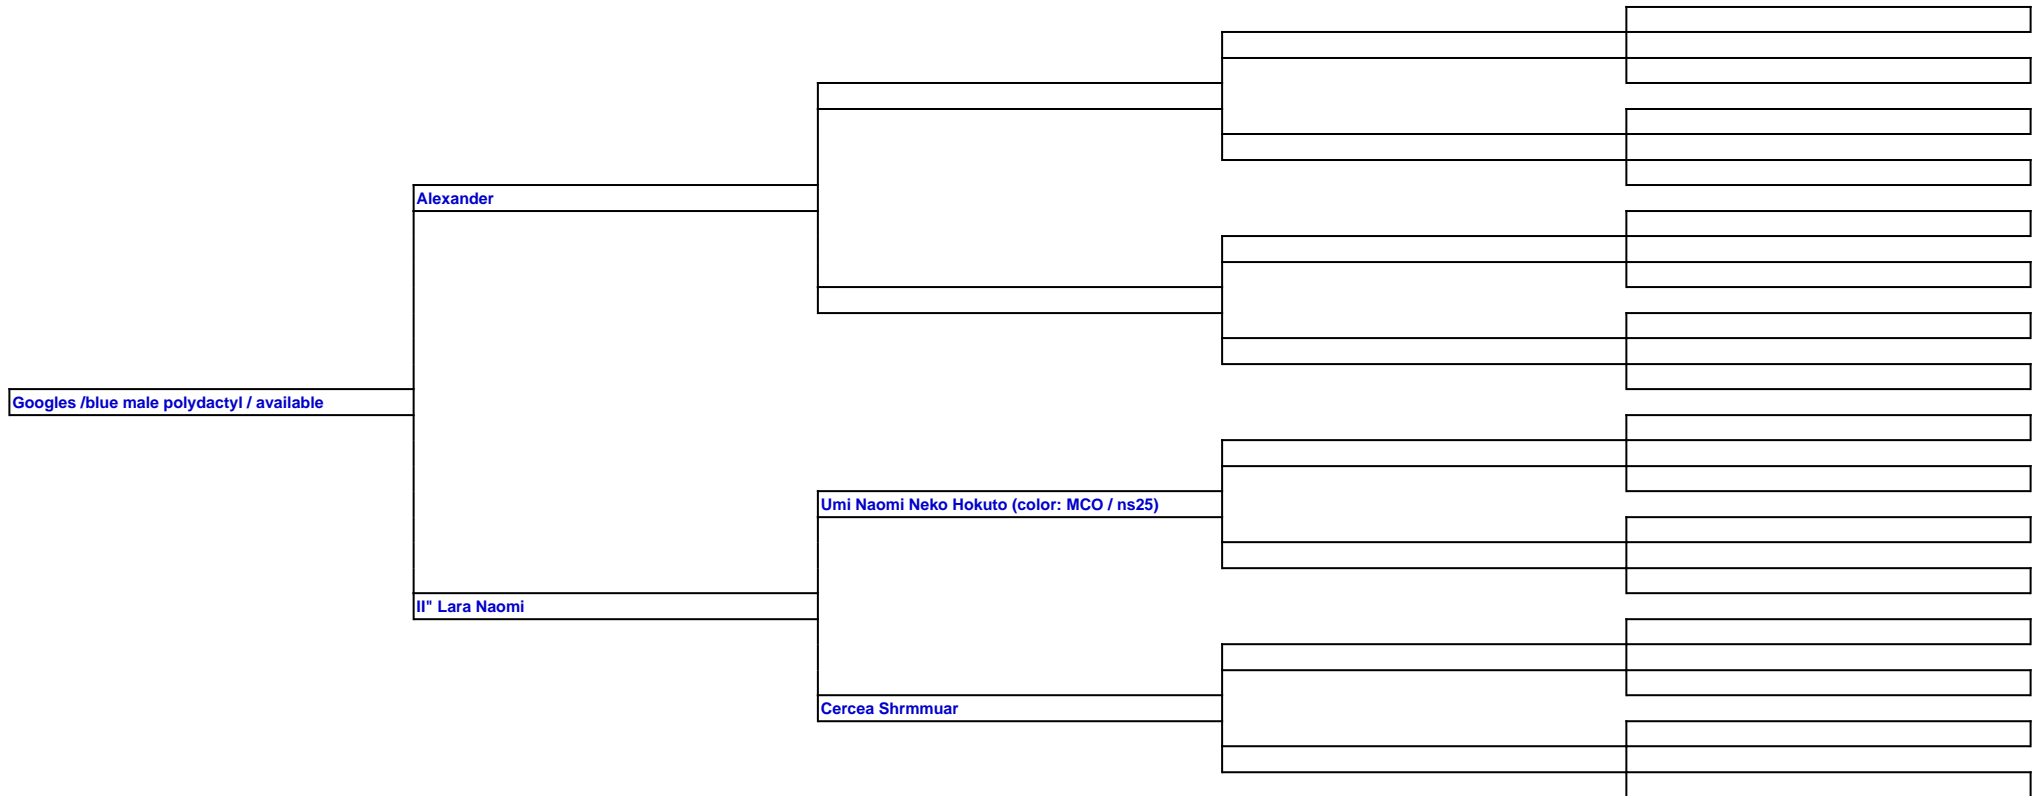 Alexander
Googles /blue male polydactyl / available
Umi Naomi Neko Hokuto (color: MCO / ns25)
II" Lara Naomi
Cercea Shrmmuar